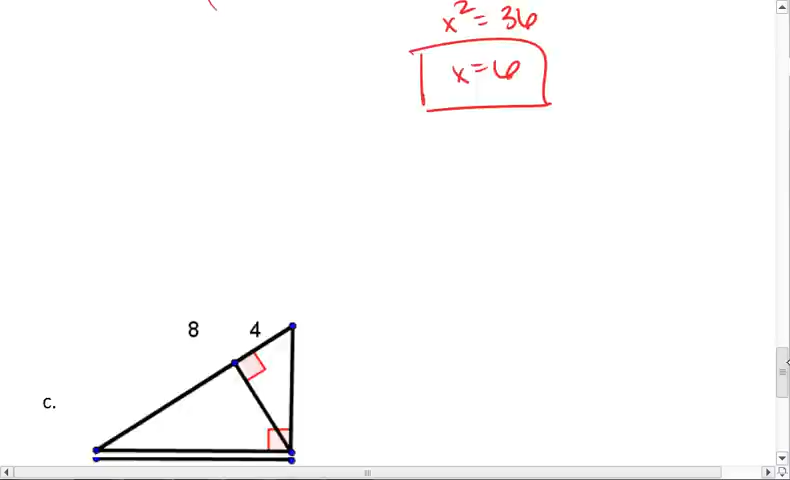 x² = 36
x = 6
8 4
c.